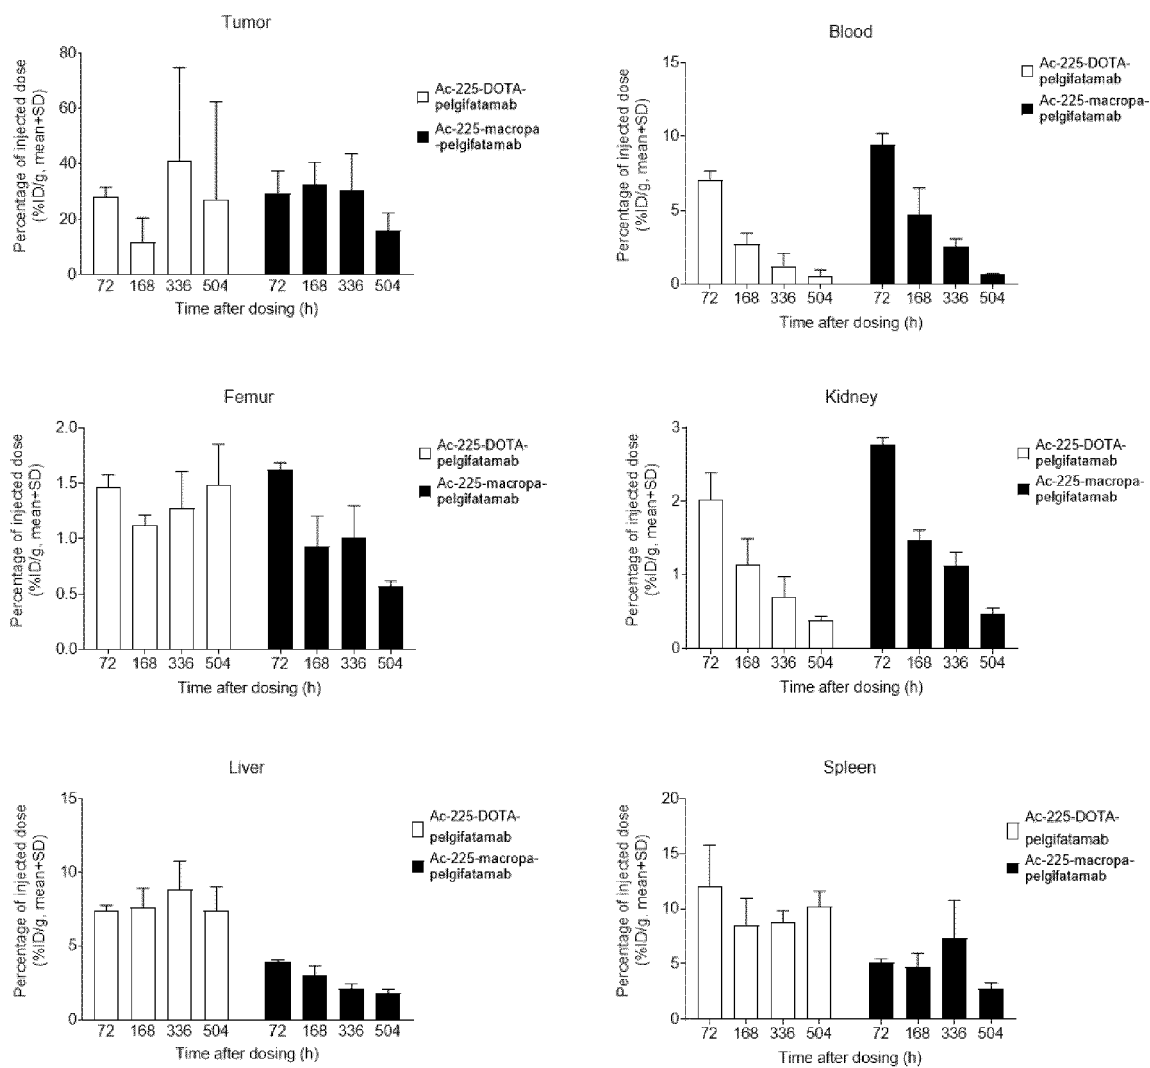 Tumor
Percentage of injected dose
(%ID/g, mean+SD)
80
60
40
20
0
72 168 336 504 72 168 336 504
Time after dosing (h)
Ac-225-DOTA-
pelgifatamab
Ac-225-macropa
-pelgifatamab
Blood
Percentage of injected dose
(%ID/g, mean+SD)
15
10
5
0
72 168 336 504 72 168 336 504
Time after dosing (h)
Ac-225-DOTA-
pelgifatamab
Ac-225-macropa-
pelgifatamab
Femur
Percentage of injected dose
(%ID/g, mean+SD)
2.0
1.5
1.0
0.5
0.0
72 168 336 504 72 168 336 504
Time after dosing (h)
Ac-225-DOTA-
pelgifatamab
Ac-225-macropa-
pelgifatamab
Kidney
Percentage of injected dose
(%ID/g, mean+SD)
3
2
1
0
72 168 336 504 72 168 336 504
Time after dosing (h)
Ac-225-DOTA-
pelgifatamab
Ac-225-macropa-
pelgifatamab
Liver
Percentage of injected dose
(%ID/g, mean+SD)
15
10
5
0
72 168 336 504 72 168 336 504
Time after dosing (h)
Ac-225-DOTA-
pelgifatamab
Ac-225-macropa-
pelgifatamab
Spleen
Percentage of injected dose
(%ID/g, mean+SD)
20
15
10
5
0
72 168 336 504 72 168 336 504
Time after dosing (h)
Ac-225-DOTA-
pelgifatamab
Ac-225-macropa-
pelgifatamab